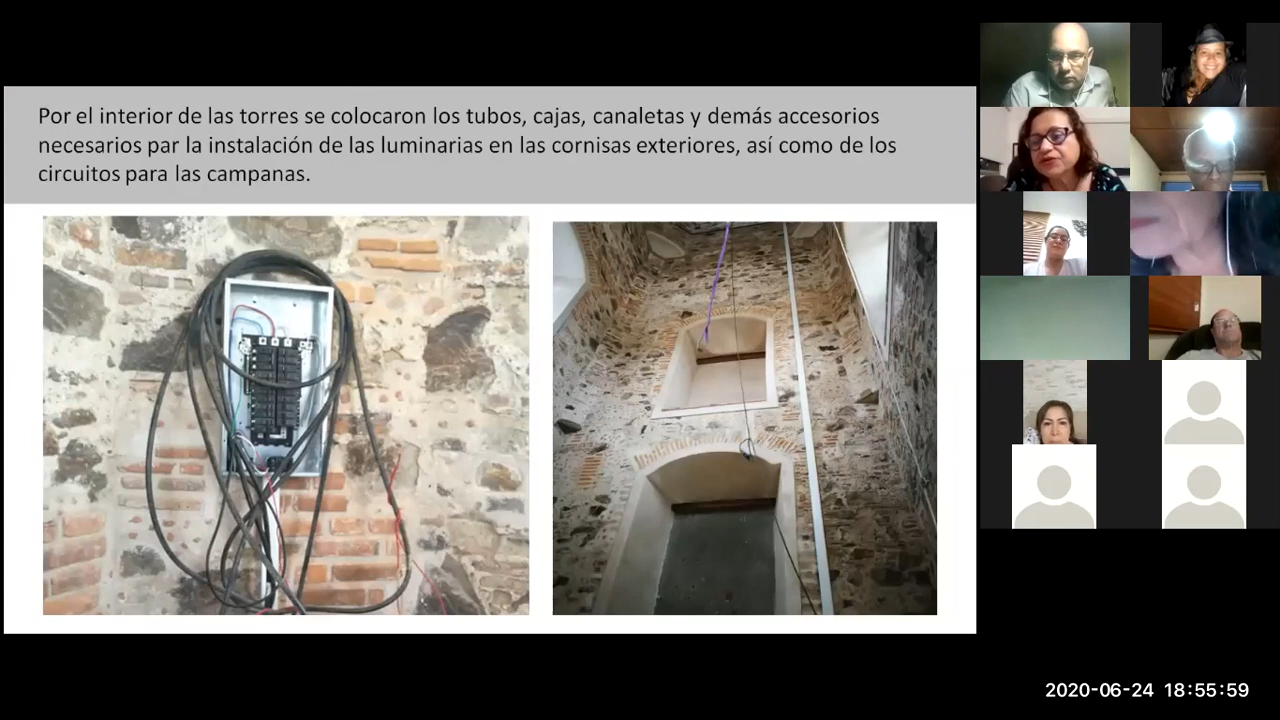 Por el interior de las torres se colocaron los tubos, cajas, canaletas y demás accesorios
necesarios par la instalación de las luminarias en las cornisas exteriores, así como de los
circuitos para las campanas.
2020-06-24 18:55:59